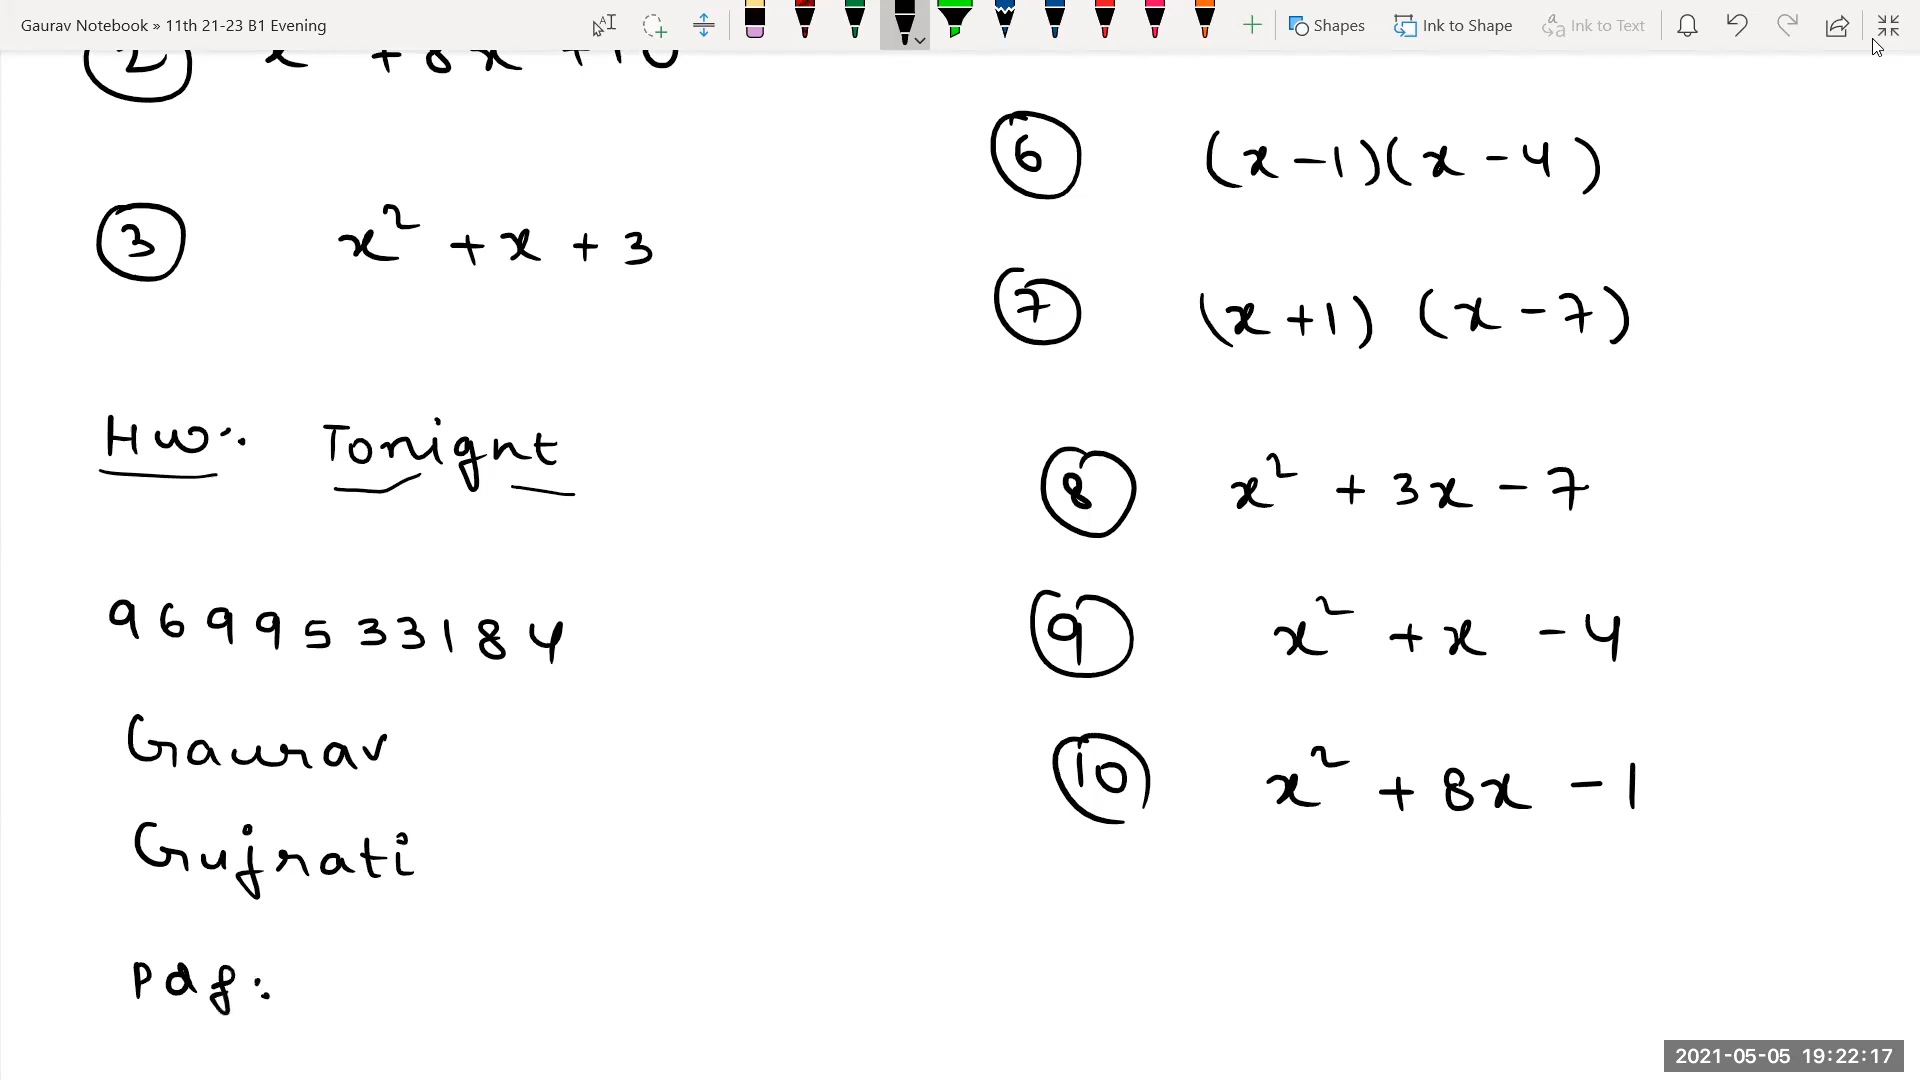 Gaurav Notebook » 11th 21-23 B1 Evening
Shapes
Ink to Shape
Ink to Text
3 x² + x + 3
HW: Tonight
9699533184
Gaurav
Gujrati
Pdf:
6 (x - 1)(x - 4)
7 (x + 1) (x - 7)
8 x² + 3x - 7
9 x² + x - 4
10 x² + 8x - 1
2021-05-05 19:22:17